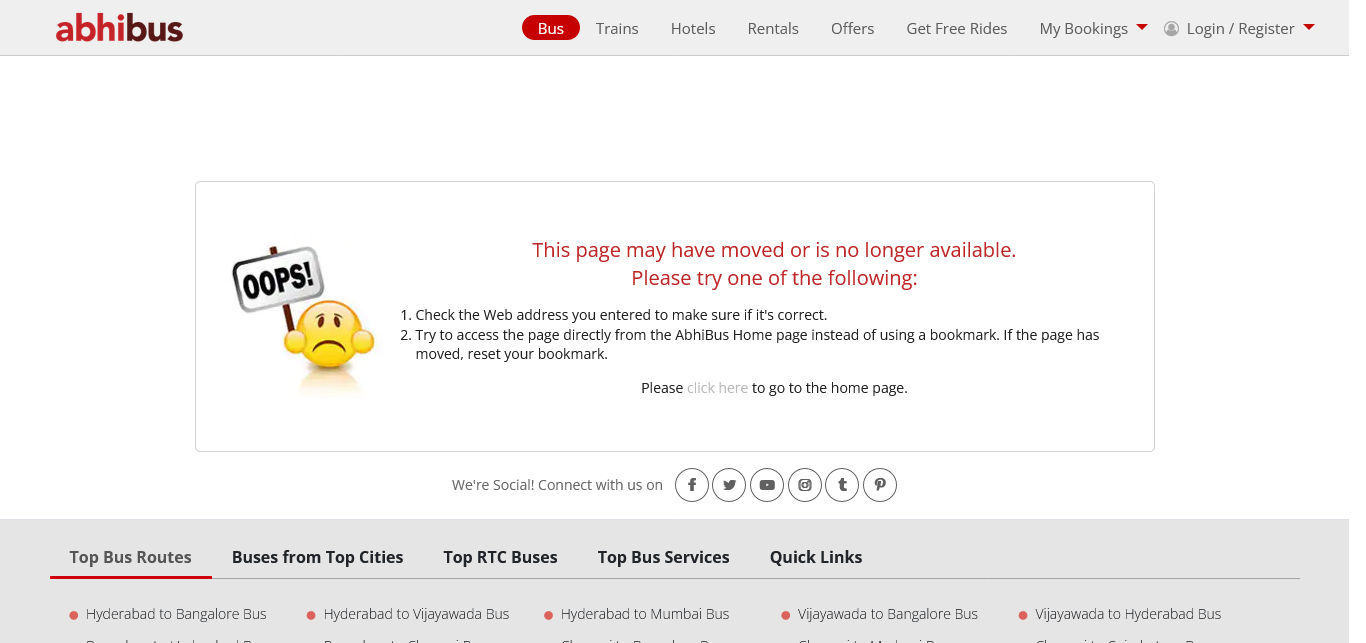 abhibus
Bus Trains Hotels Rentals Offers Get Free Rides My Bookings Login / Register
OOPS!
This page may have moved or is no longer available.
Please try one of the following:
1. Check the Web address you entered to make sure if it's correct.
2. Try to access the page directly from the AbhiBus Home page instead of using a bookmark. If the page has
moved, reset your bookmark.
Please click here to go to the home page.
We're Social! Connect with us on
Top Bus Routes Buses from Top Cities Top RTC Buses Top Bus Services Quick Links
Hyderabad to Bangalore Bus Hyderabad to Vijayawada Bus Hyderabad to Mumbai Bus Vijayawada to Bangalore Bus Vijayawada to Hyderabad Bus